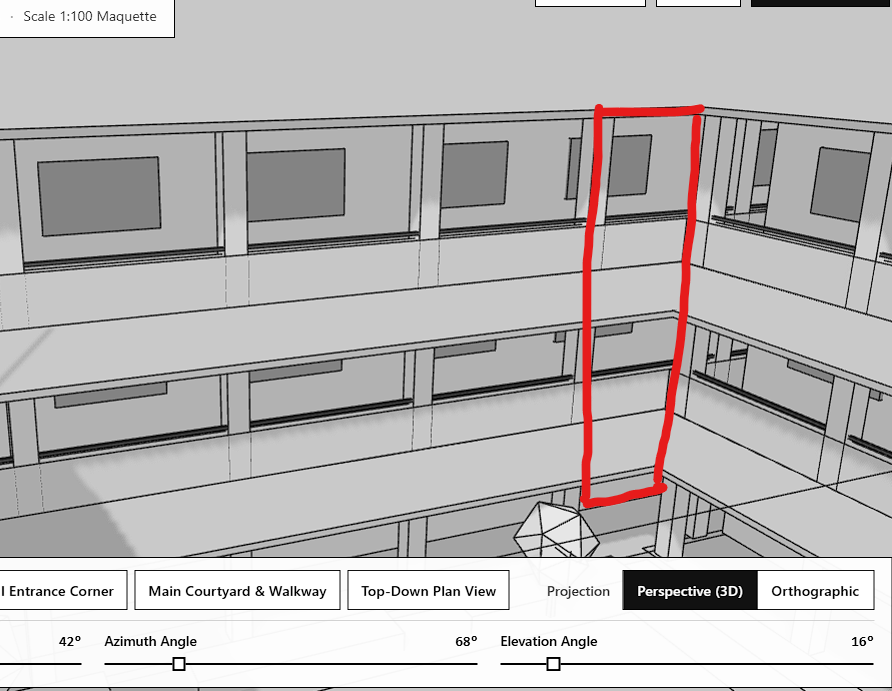 · Scale 1:100 Maquette
l Entrance Corner
Main Courtyard & Walkway
Top-Down Plan View
Projection
Perspective (3D)
Orthographic
42°
Azimuth Angle
68°
Elevation Angle
16°